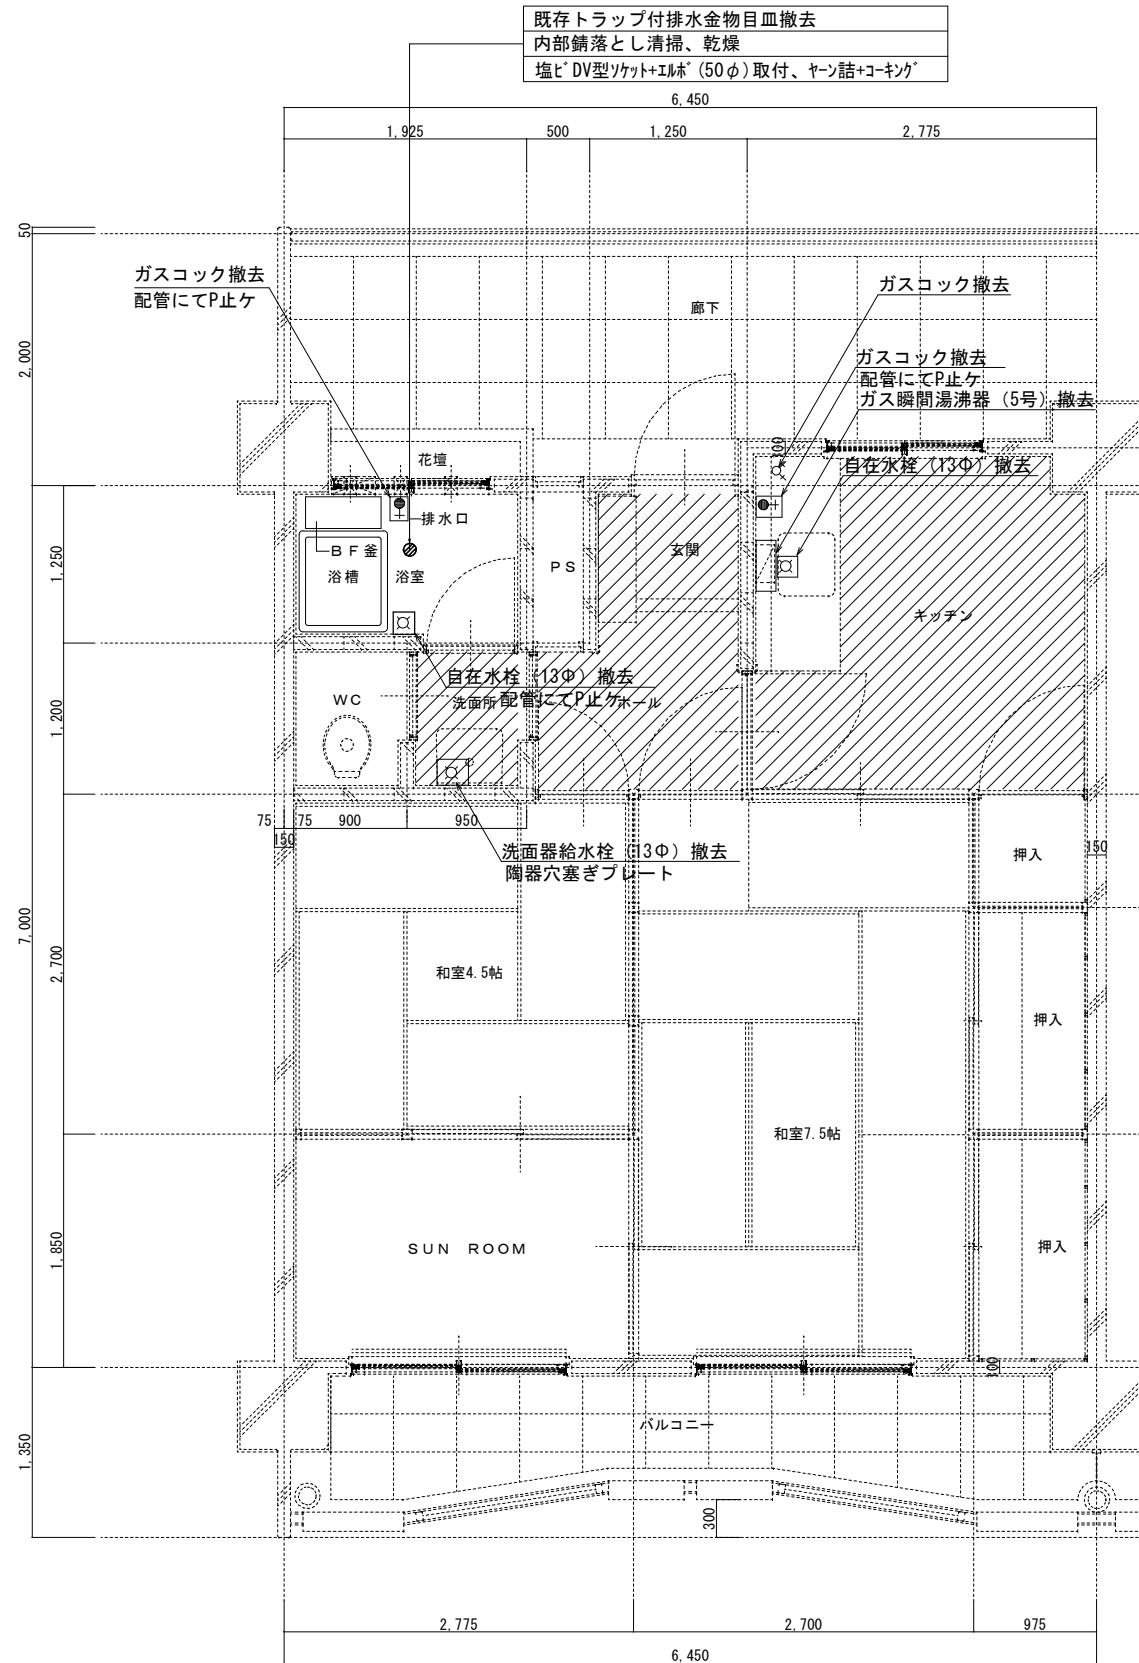 既存トラップ付排水金物目皿撤去
内部錆落とし清掃、乾燥
塩ﾋﾞDV型ｿｹｯﾄ+ｴﾙﾎﾞ(50φ)取付、ﾔｰﾝ詰+ｺｰｷﾝｸﾞ
6,450
1,925
500
1,250
2,775
50
2,000
ガスコック撤去
配管にてP止ケ
廊下
ガスコック撤去
ガスコック撤去
配管にてP止ケ
ガス瞬間湯沸器（5号）撤去
300
自在水栓（13Φ）撤去
花壇
排水口
ＢＦ釜
浴槽
浴室
ＰＳ
玄関
キッチン
1,250
自在水栓（13Φ）撤去
配管にてP止ケ
ＷＣ
洗面所
ホール
1,200
75
75
900
950
150
洗面器給水栓（13Φ）撤去
陶器穴塞ぎプレート
押入
150
7,000
2,700
和室4.5帖
押入
和室7.5帖
1,850
ＳＵＮ　ＲＯＯＭ
押入
100
バルコニー
1,350
300
2,775
2,700
975
6,450